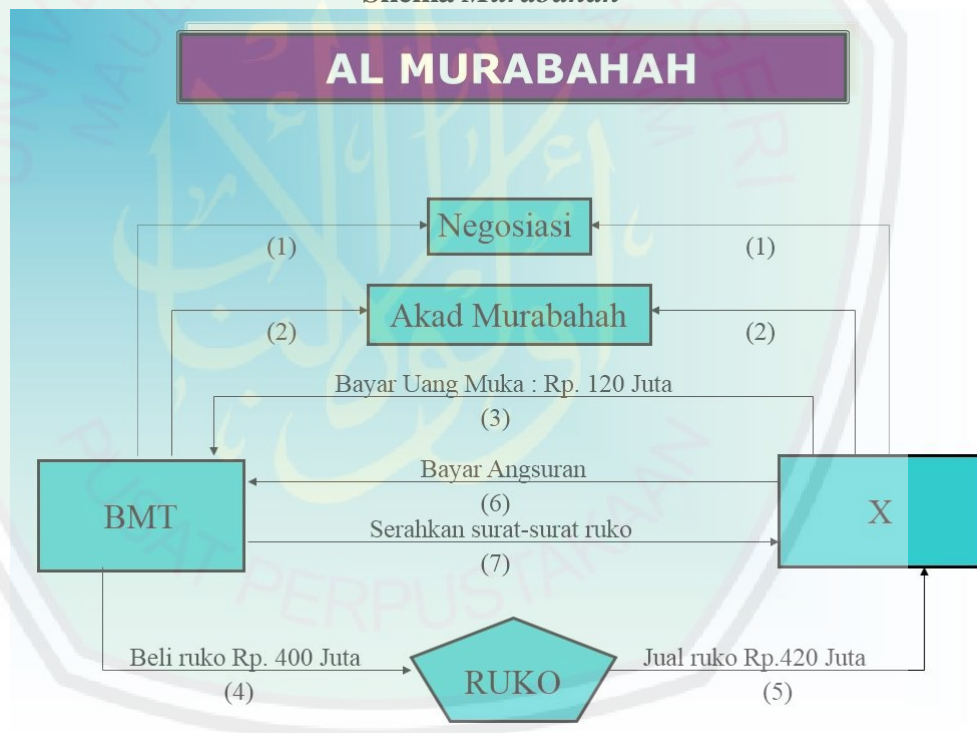 Skema Murabahah
AL MURABAHAH
Negosiasi
(1)
(1)
Akad Murabahah
(2)
(2)
Bayar Uang Muka : Rp. 120 Juta
(3)
Bayar Angsuran
(6)
BMT
X
Serahkan surat-surat ruko
(7)
Beli ruko Rp. 400 Juta
(4)
RUKO
Jual ruko Rp.420 Juta
(5)
PUSAT PERPUSTAKAAN